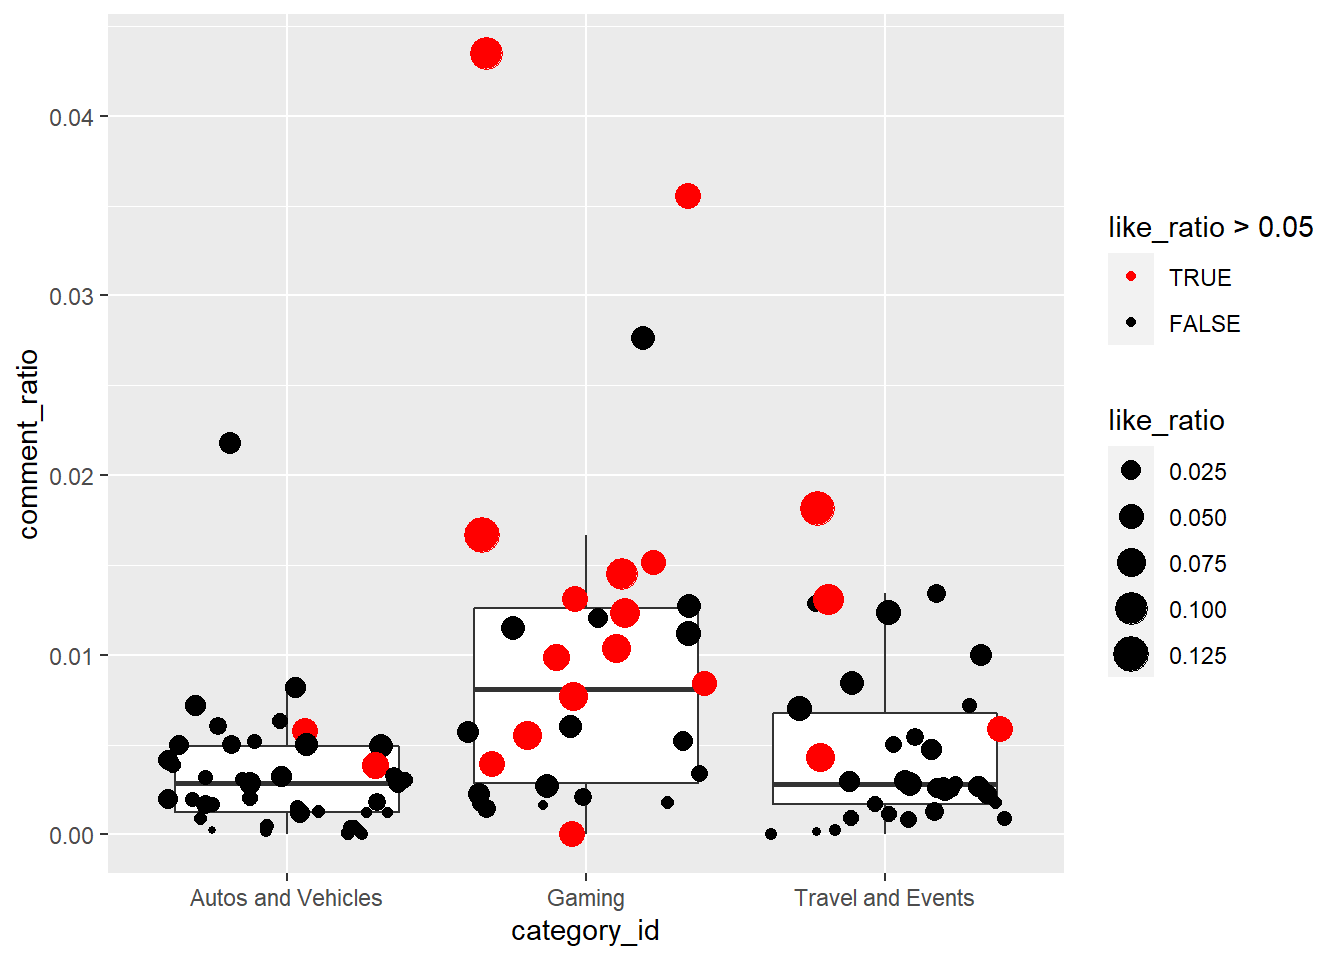 comment_ratio
0.04
0.03
0.02
0.01
0.00
Autos and Vehicles
Gaming
Travel and Events
category_id
like_ratio > 0.05
TRUE
FALSE
like_ratio
0.025
0.050
0.075
0.100
0.125